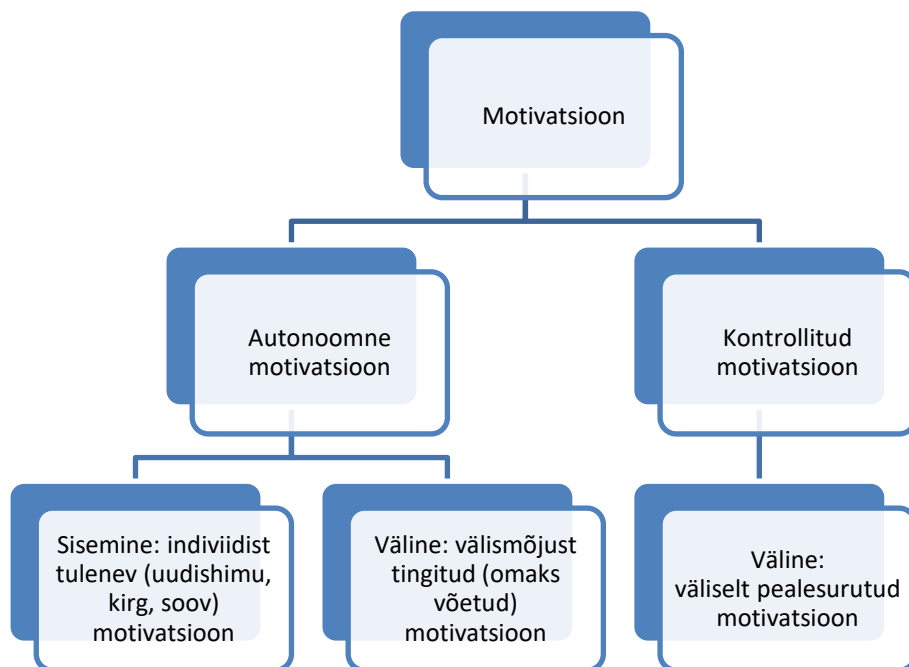 Motivatsioon
Autonoomne
motivatsioon
Kontrollitud
motivatsioon
Sisemine: indiviidist
tulenev (uudishimu,
kirg, soov)
motivatsioon
Väline: välismõjust
tingitud (omaks
võetud)
motivatsioon
Väline:
väliselt pealesurutud
motivatsioon